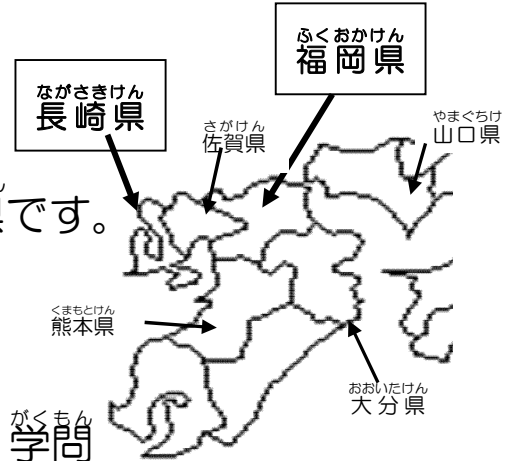 ふくおかけん
福岡県
ながさきけん
長崎県
さがけん
佐賀県
やまぐちけ
山口県
ん
県です。
くまもとけん
熊本県
おおいたけん
大分県
がくもん
学問